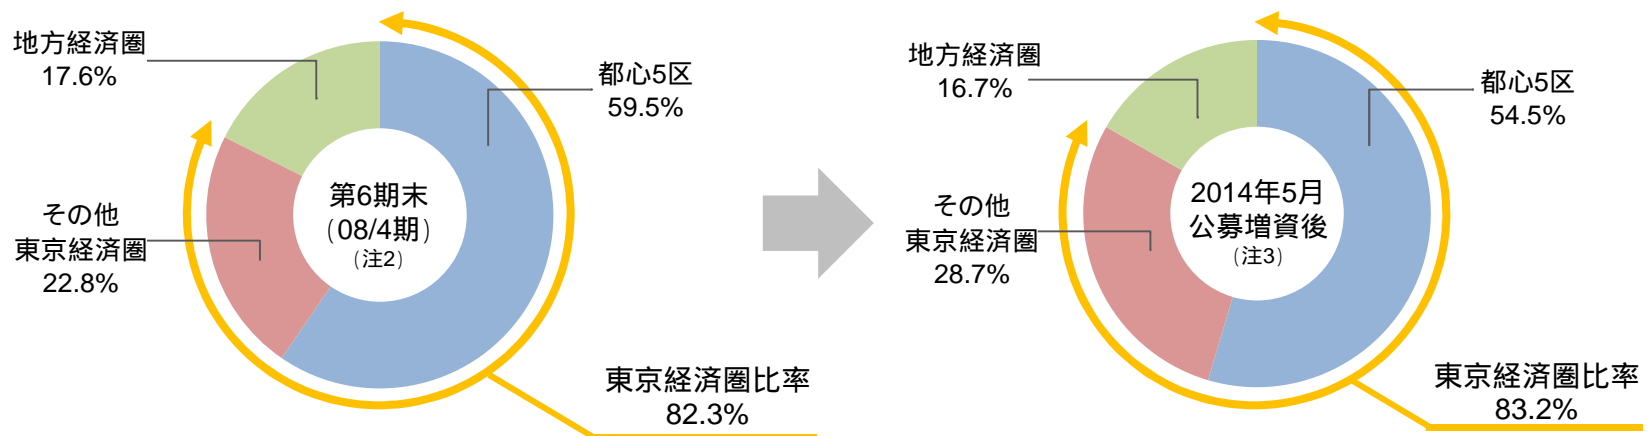 地方経済圏
17.6%
都心5区
59.5%
その他
東京経済圏
22.8%
第6期末
(08/4期)
(注2)
東京経済圏比率
82.3%
地方経済圏
16.7%
都心5区
54.5%
その他
東京経済圏
28.7%
2014年5月
公募増資後
(注3)
東京経済圏比率
83.2%